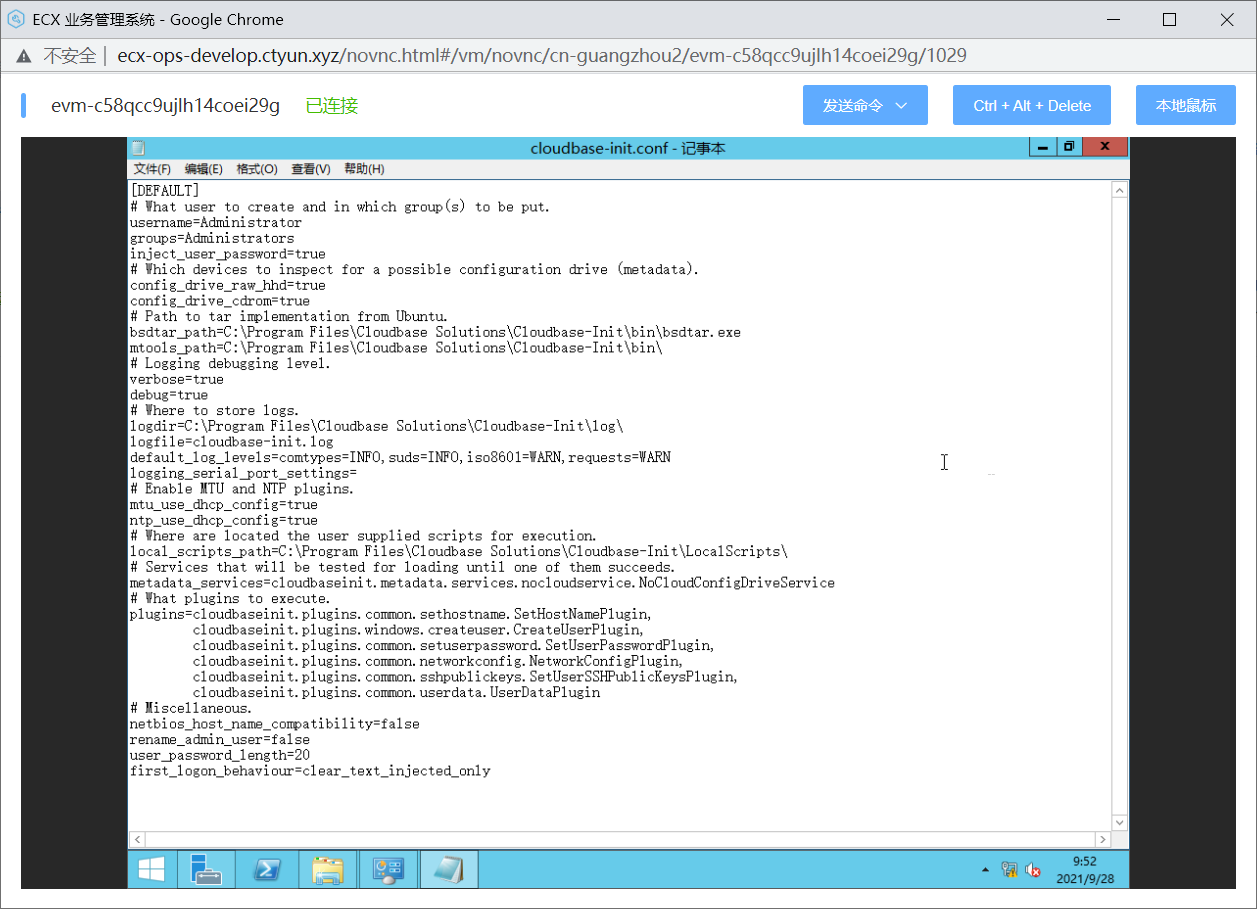 ECX 业务管理系统 - Google Chrome
不安全 | ecx-ops-develop.ctyun.xyz/novnc.html#/vm/novnc/cn-guangzhou2/evm-c58qcc9ujlh14coei29g/1029
evm-c58qcc9ujlh14coei29g 已连接 发送命令 Ctrl + Alt + Delete 本地鼠标
cloudbase-init.conf - 记事本
文件(F) 编辑(E) 格式(O) 查看(V) 帮助(H)
[DEFAULT]
# What user to create and in which group(s) to be put.
username=Administrator
groups=Administrators
inject_user_password=true
# Which devices to inspect for a possible configuration drive (metadata).
config_drive_raw_hhd=true
config_drive_cdrom=true
# Path to tar implementation from Ubuntu.
bsdtar_path=C:\Program Files\Cloudbase Solutions\Cloudbase-Init\bin\bsdtar.exe
mtools_path=C:\Program Files\Cloudbase Solutions\Cloudbase-Init\bin\
# Logging debugging level.
verbose=true
debug=true
# Where to store logs.
logdir=C:\Program Files\Cloudbase Solutions\Cloudbase-Init\log\
logfile=cloudbase-init.log
default_log_levels=comtypes=INFO,suds=INFO,iso8601=WARN,requests=WARN
logging_serial_port_settings=
# Enable MTU and NTP plugins.
mtu_use_dhcp_config=true
ntp_use_dhcp_config=true
# Where are located the user supplied scripts for execution.
local_scripts_path=C:\Program Files\Cloudbase Solutions\Cloudbase-Init\LocalScripts\
# Services that will be tested for loading until one of them succeeds.
metadata_services=cloudbaseinit.metadata.services.nocloudservice.NoCloudConfigDriveService
# What plugins to execute.
plugins=cloudbaseinit.plugins.common.sethostname.SetHostNamePlugin,
cloudbaseinit.plugins.windows.createuser.CreateUserPlugin,
cloudbaseinit.plugins.common.setuserpassword.SetUserPasswordPlugin,
cloudbaseinit.plugins.common.networkconfig.NetworkConfigPlugin,
cloudbaseinit.plugins.common.sshpublickeys.SetUserSSHPublicKeysPlugin,
cloudbaseinit.plugins.common.userdata.UserDataPlugin
# Miscellaneous.
netbios_host_name_compatibility=false
rename_admin_user=false
user_password_length=20
first_logon_behaviour=clear_text_injected_only
9:52
2021/9/28